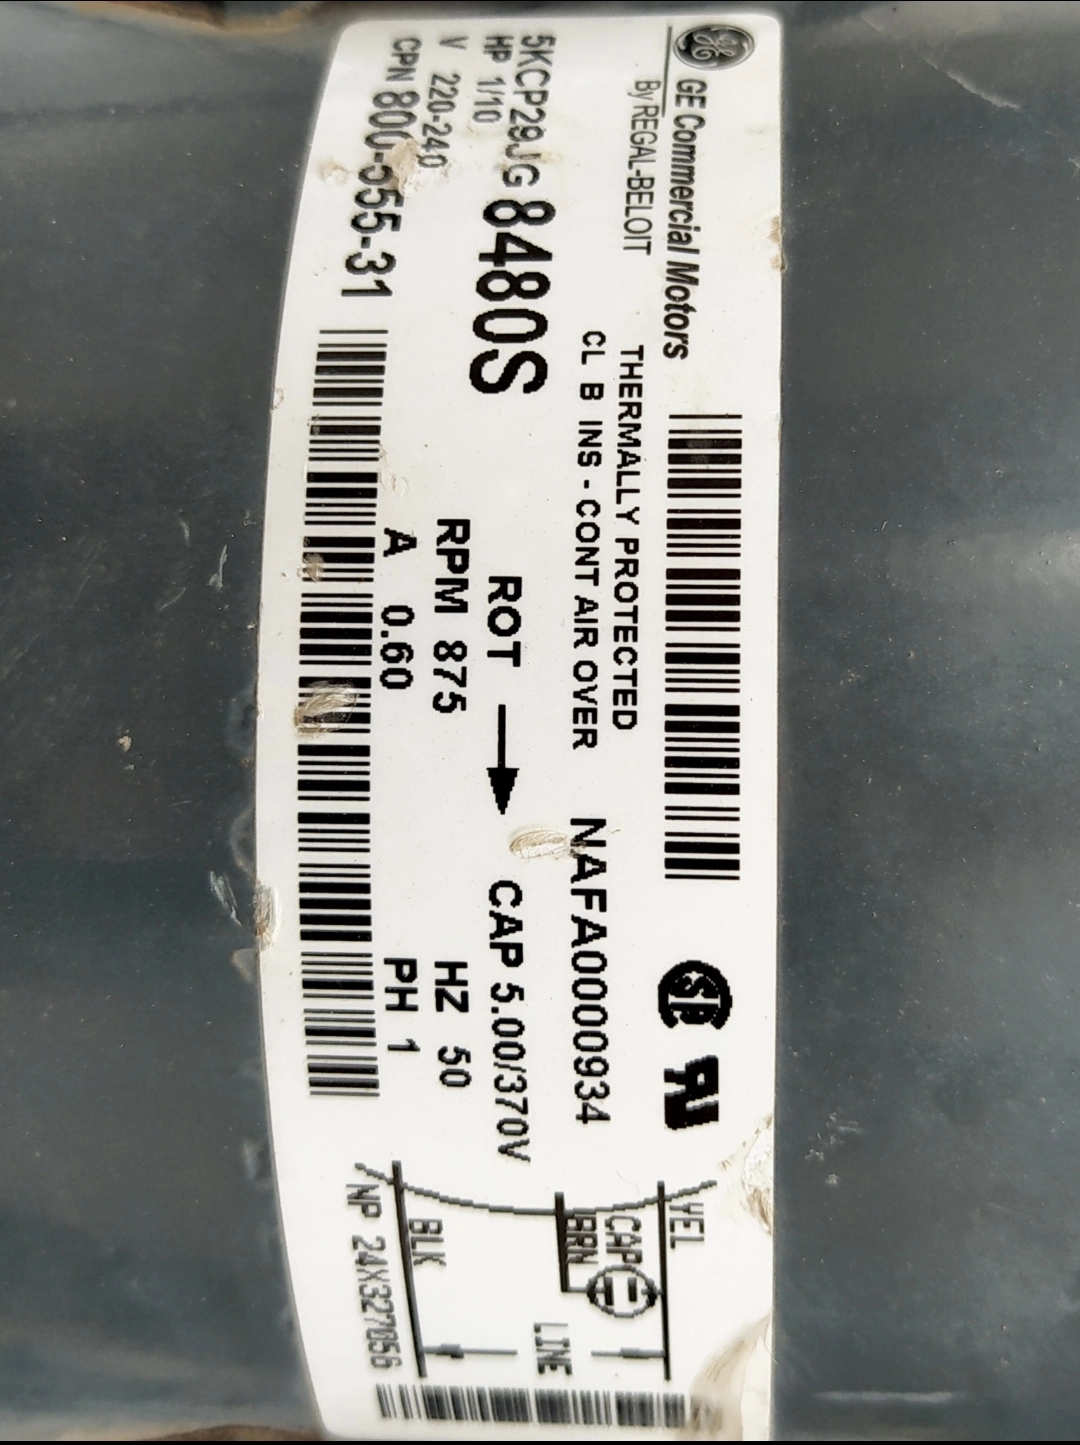 GE
GE Commercial Motors
By REGAL-BELOIT
THERMALLY PROTECTED
CL B INS - CONT AIR OVER
NAFA0000934
5KCP29JG 8480S
HP 1/10
V 220-240
CPN 800-555-31
ROT
RPM 875
A 0.60
CAP 5.00/370V
HZ 50
PH 1
YEL
CAP
BRN
LINE
BLK
NP 24X327056